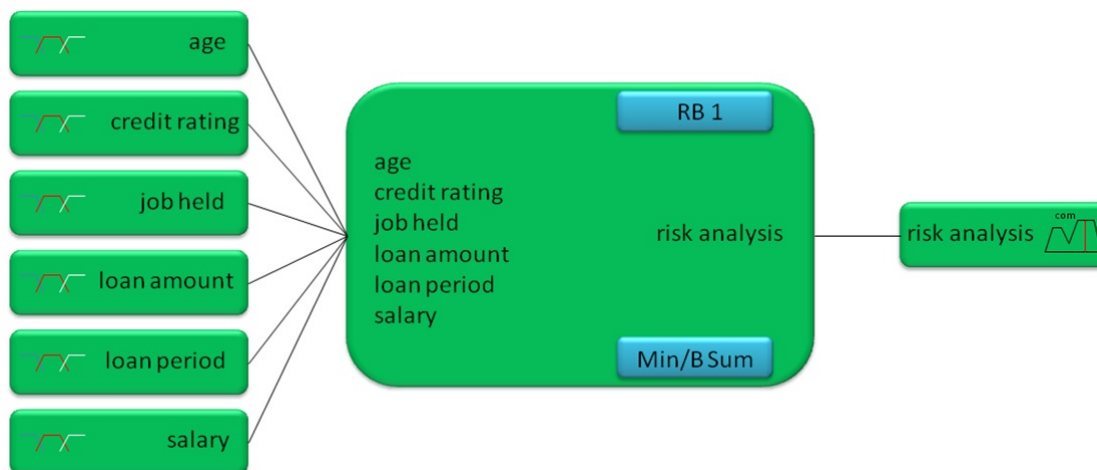 age
credit rating
job held
loan amount
loan period
salary
RB 1
age
credit rating
job held
loan amount
loan period
salary
risk analysis
Min/B Sum
risk analysis
com